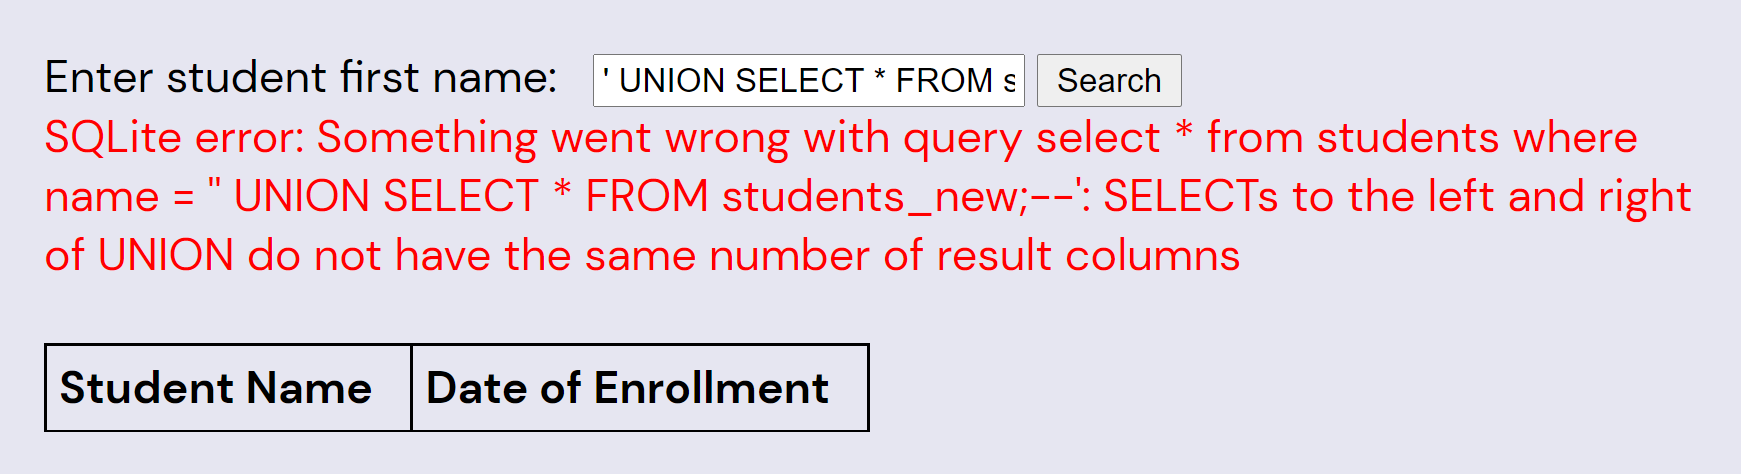 Enter student first name: ' UNION SELECT * FROM s Search
SQLite error: Something went wrong with query select * from students where
name = '' UNION SELECT * FROM students_new;--': SELECTs to the left and right
of UNION do not have the same number of result columns
Student Name Date of Enrollment